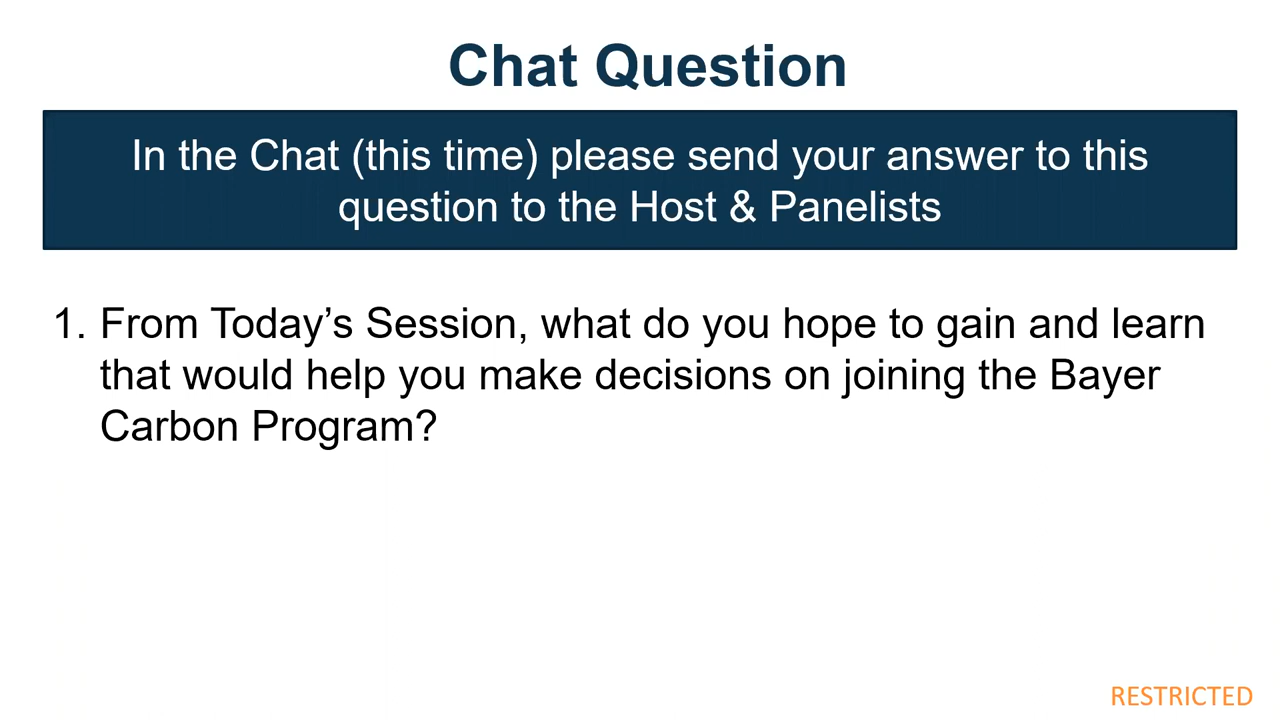 Chat Question
In the Chat (this time) please send your answer to this
question to the Host & Panelists
1. From Today’s Session, what do you hope to gain and learn
that would help you make decisions on joining the Bayer
Carbon Program?
RESTRICTED